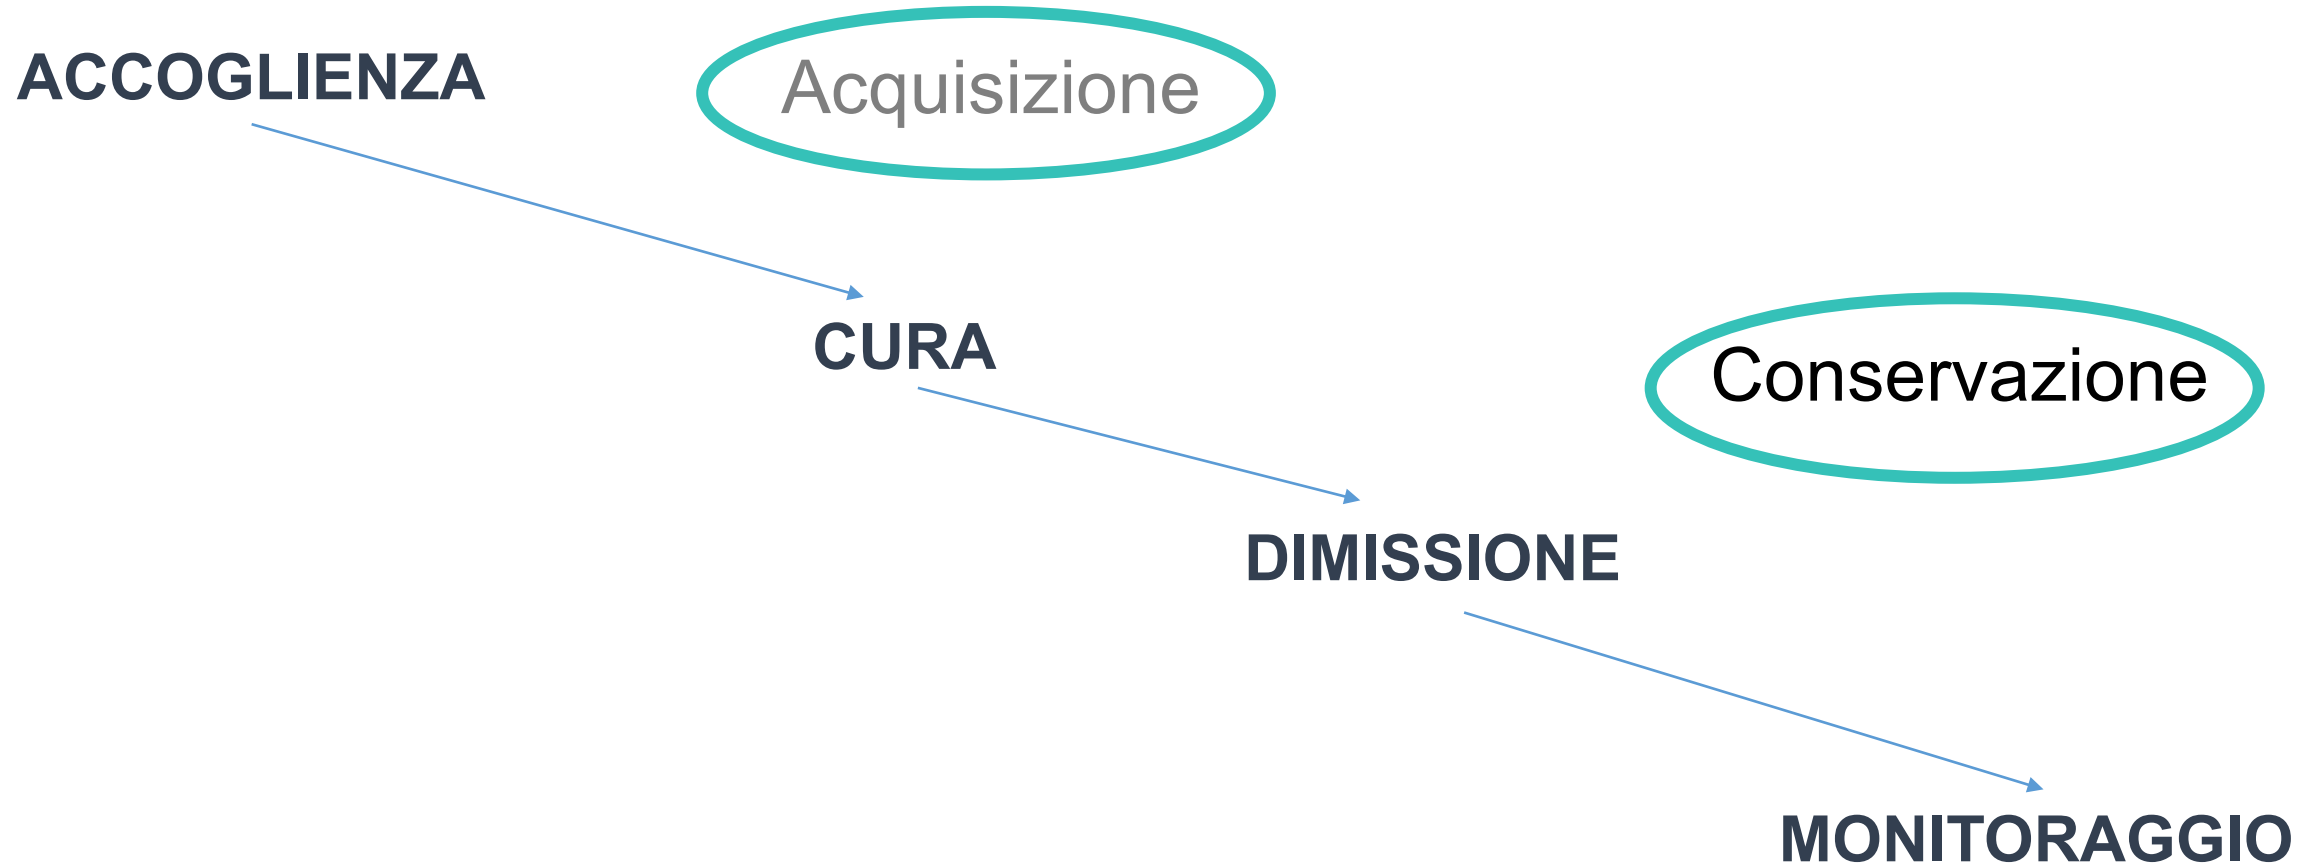 ACCOGLIENZA
Acquisizione
CURA
Conservazione
DIMISSIONE
MONITORAGGIO